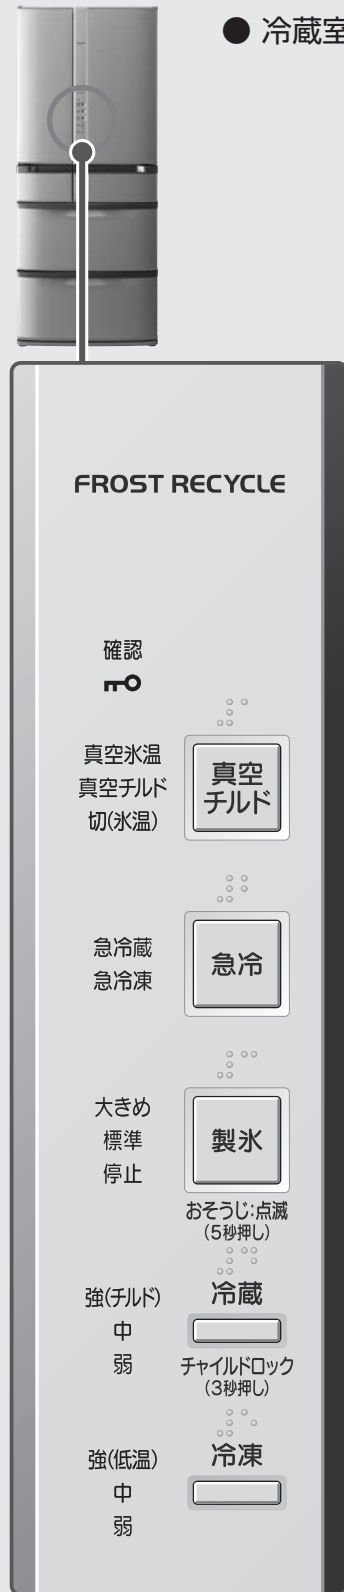 ● 冷蔵室
FROST RECYCLE
確認
真空氷温
真空チルド
切(氷温)
真空
チルド
急冷蔵
急冷凍
急冷
大きめ
標準
停止
製氷
おそうじ:点滅
(5秒押し)
強(チルド)
中
弱
冷蔵
チャイルドロック
(3秒押し)
強(低温)
中
弱
冷凍